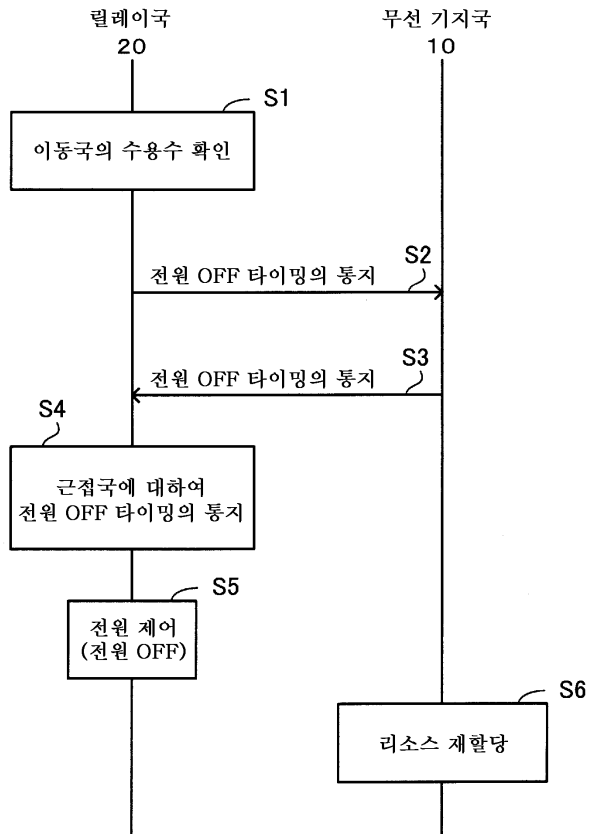 릴레이국
20
무선 기지국
10
S1
이동국의 수용수 확인
S2
전원 OFF 타이밍의 통지
S3
전원 OFF 타이밍의 통지
S4
근접국에 대하여
전원 OFF 타이밍의 통지
S5
전원 제어
(전원 OFF)
S6
리소스 재할당